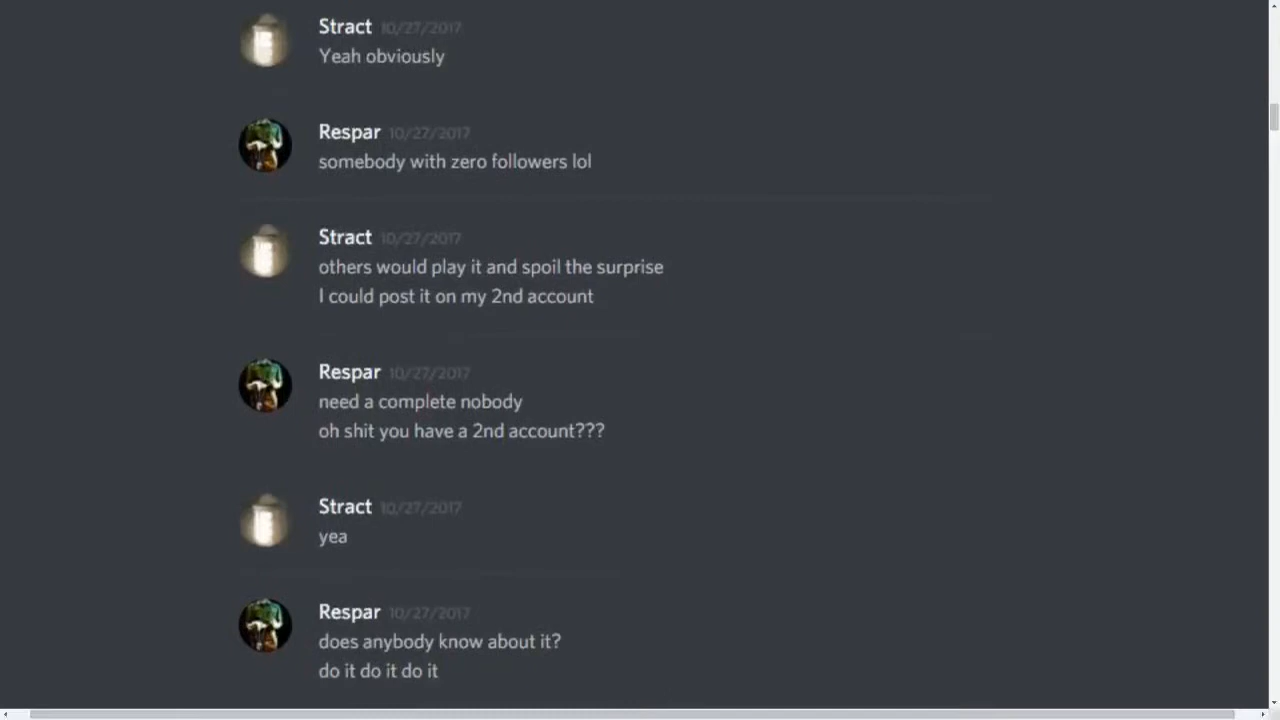 Stract 10/27/2017
Yeah obviously
Respar 10/27/2017
somebody with zero followers lol
Stract 10/27/2017
others would play it and spoil the surprise
I could post it on my 2nd account
Respar 10/27/2017
need a complete nobody
oh shit you have a 2nd account???
Stract 10/27/2017
yea
Respar 10/27/2017
does anybody know about it?
do it do it do it